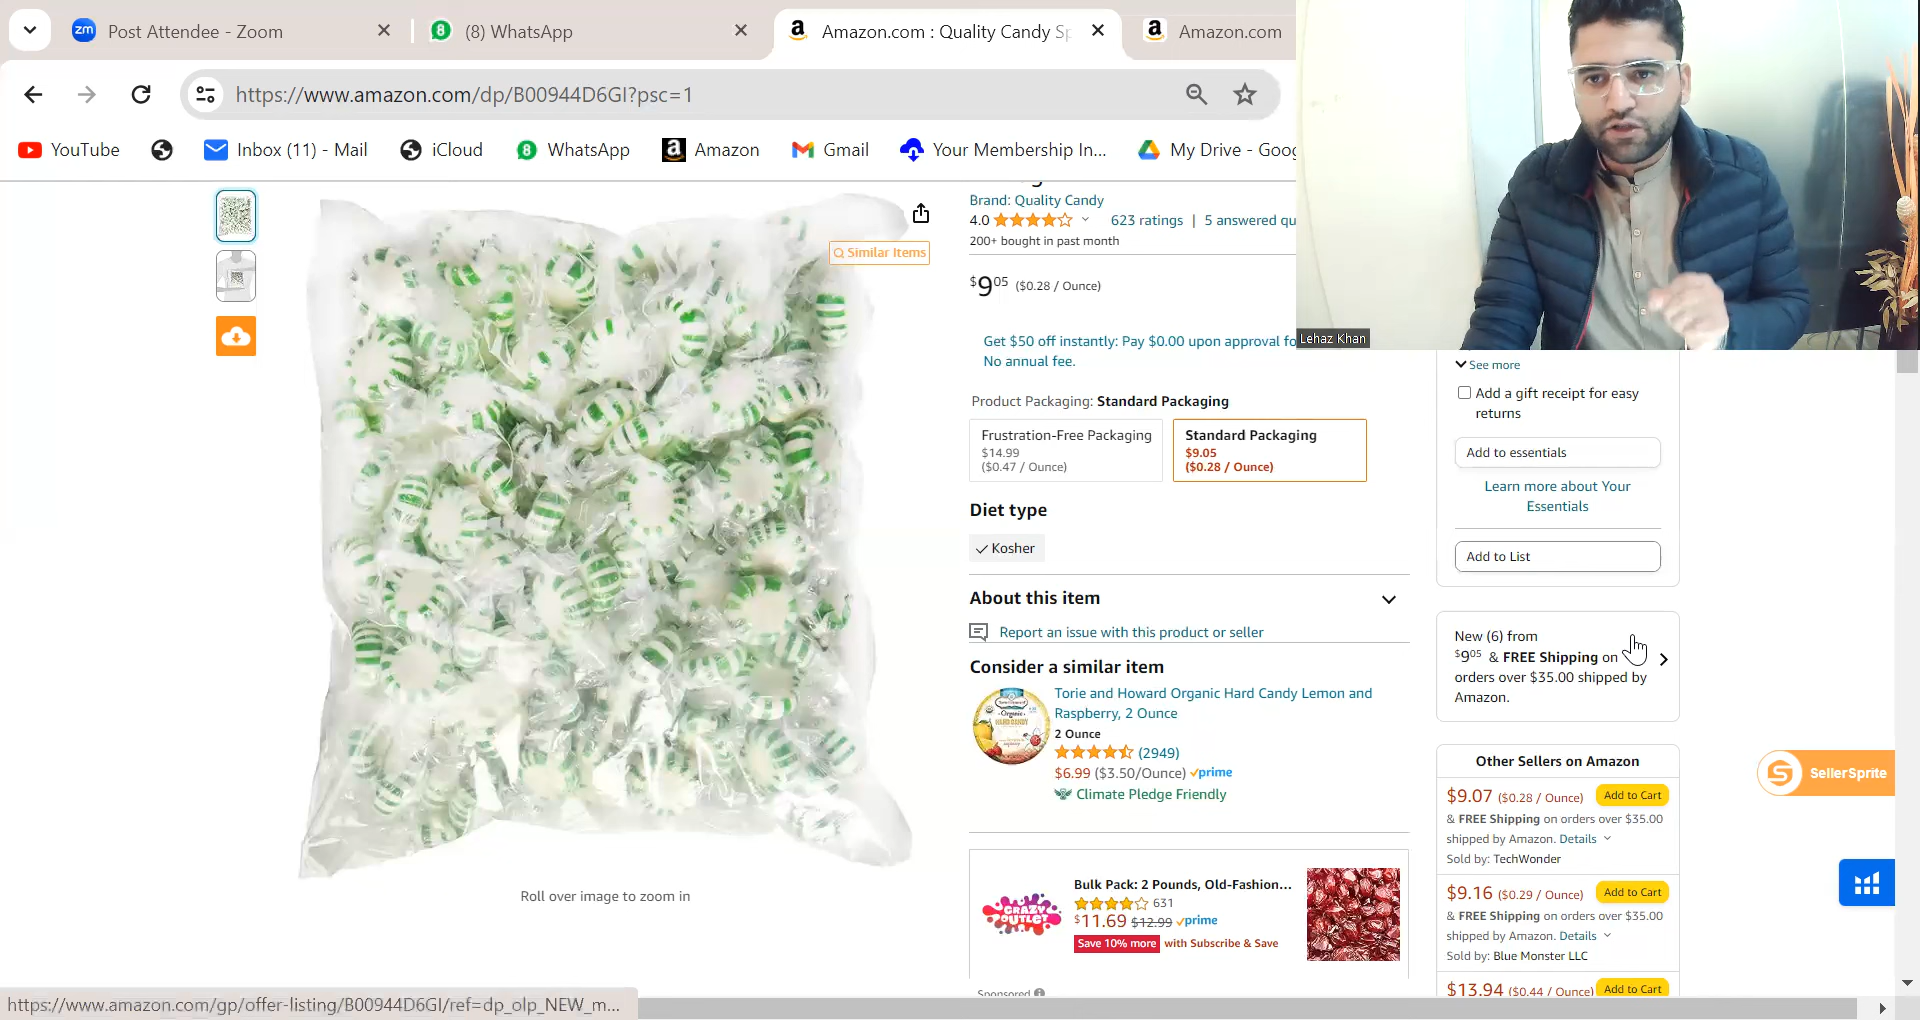 zm Post Attendee - Zoom
8 (8) WhatsApp
a Amazon.com : Quality Candy Sp
a Amazon.com
https://www.amazon.com/dp/B00944D6GI?psc=1
YouTube
Inbox (11) - Mail
iCloud
8 WhatsApp
a Amazon
Gmail
Your Membership In...
My Drive - Goog
Lehaz Khan
Similar Items
Roll over image to zoom in
Brand: Quality Candy
4.0 623 ratings | 5 answered qu
200+ bought in past month
$9 05 ($0.28 / Ounce)
Get $50 off instantly: Pay $0.00 upon approval fo
No annual fee.
Product Packaging: Standard Packaging
Frustration-Free Packaging
$14.99
($0.47 / Ounce)
Standard Packaging
$9.05
($0.28 / Ounce)
Diet type
Kosher
About this item
Report an issue with this product or seller
Consider a similar item
Torie and Howard Organic Hard Candy Lemon and
Raspberry, 2 Ounce
2 Ounce
(2949)
$6.99 ($3.50/Ounce) prime
Climate Pledge Friendly
CRAZY
OUTLET
Bulk Pack: 2 Pounds, Old-Fashion...
631
$11.69 $12.99 prime
Save 10% more with Subscribe & Save
Sponsored
See more
Add a gift receipt for easy
returns
Add to essentials
Learn more about Your
Essentials
Add to List
New (6) from
$9 05 & FREE Shipping on
orders over $35.00 shipped by
Amazon.
Other Sellers on Amazon
$9.07 ($0.28 / Ounce) Add to Cart
& FREE Shipping on orders over $35.00
shipped by Amazon. Details
Sold by: TechWonder
$9.16 ($0.29 / Ounce) Add to Cart
& FREE Shipping on orders over $35.00
shipped by Amazon. Details
Sold by: Blue Monster LLC
$13.94 ($0.44 / Ounce) Add to Cart
S SellerSprite
https://www.amazon.com/gp/offer-listing/B00944D6GI/ref=dp_olp_NEW_m...